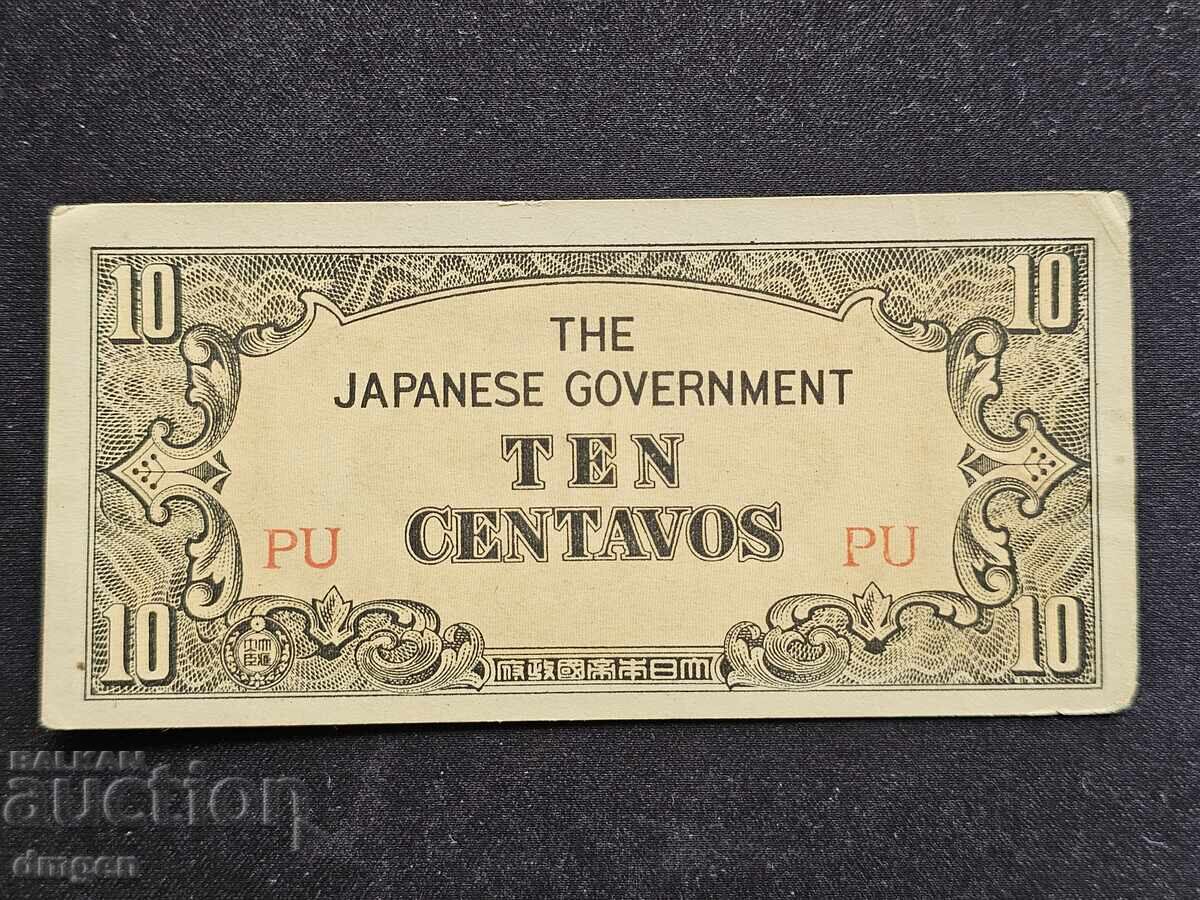 10 10
THE
JAPANESE GOVERNMENT
TEN
PU CENTAVOS PU
10 10
府政國帝本日大
BALKAN
auction
dmgen